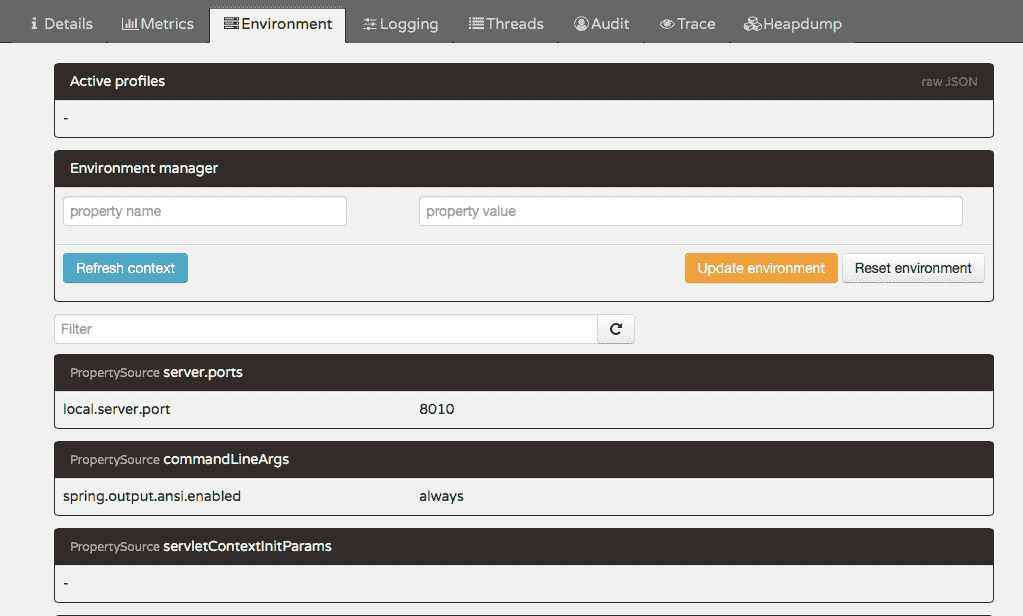 Details Metrics Environment Logging Threads Audit Trace Heapdump
Active profiles raw JSON
-
Environment manager
property name property value
Refresh context Update environment Reset environment
Filter
PropertySource server.ports
local.server.port 8010
PropertySource commandLineArgs
spring.output.ansi.enabled always
PropertySource servletContextInitParams
-